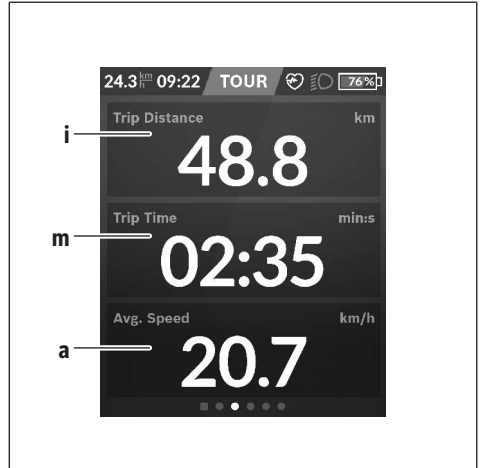 24.3 km/h 09:22 TOUR 76%
Trip Distance km
i
48.8
Trip Time min:s
m
02:35
Avg. Speed km/h
a
20.7